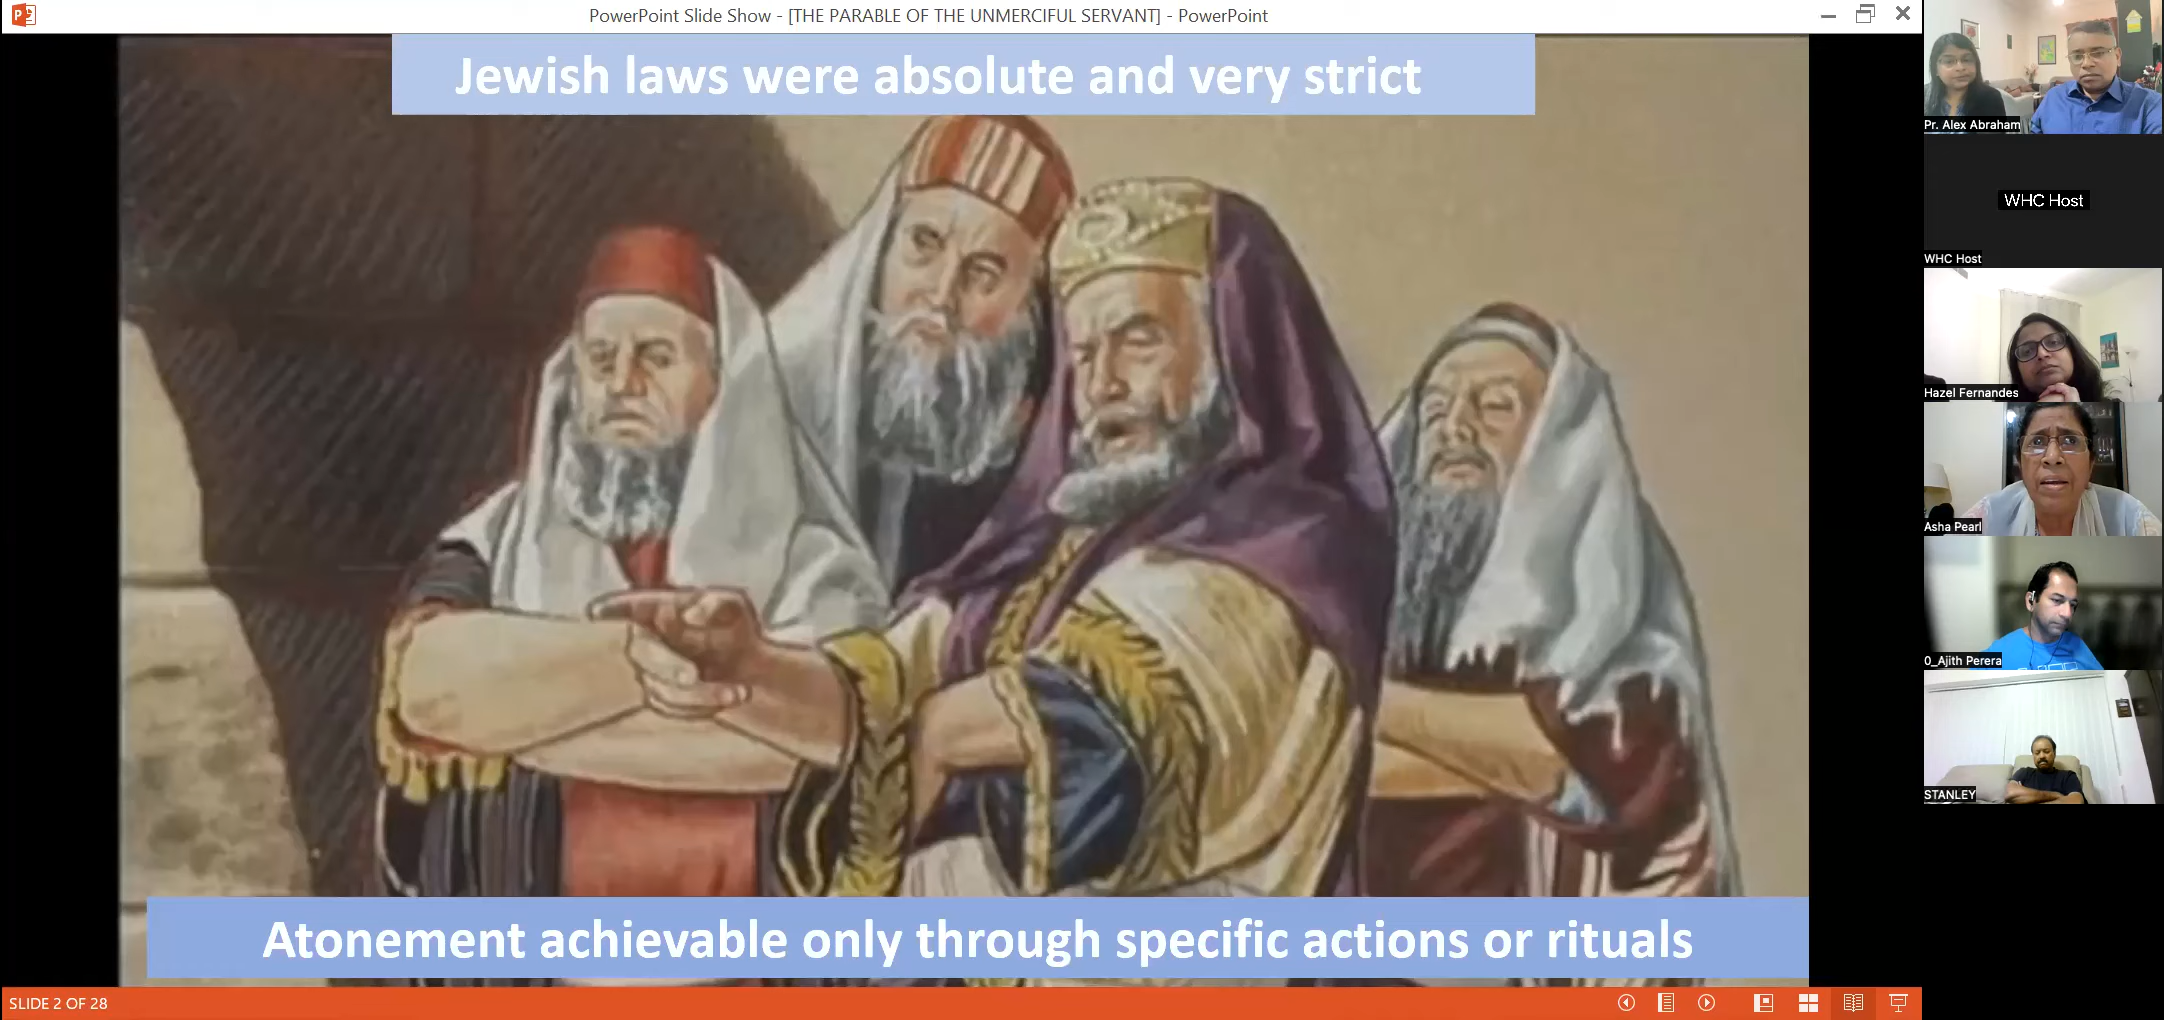 PowerPoint Slide Show - [THE PARABLE OF THE UNMERCIFUL SERVANT] - PowerPoint
Jewish laws were absolute and very strict
Atonement achievable only through specific actions or rituals
SLIDE 2 OF 28
Pr. Alex Abraham
WHC Host
WHC Host
Hazel Fernandes
Asha Pearl
0_Ajith Perera
STANLEY